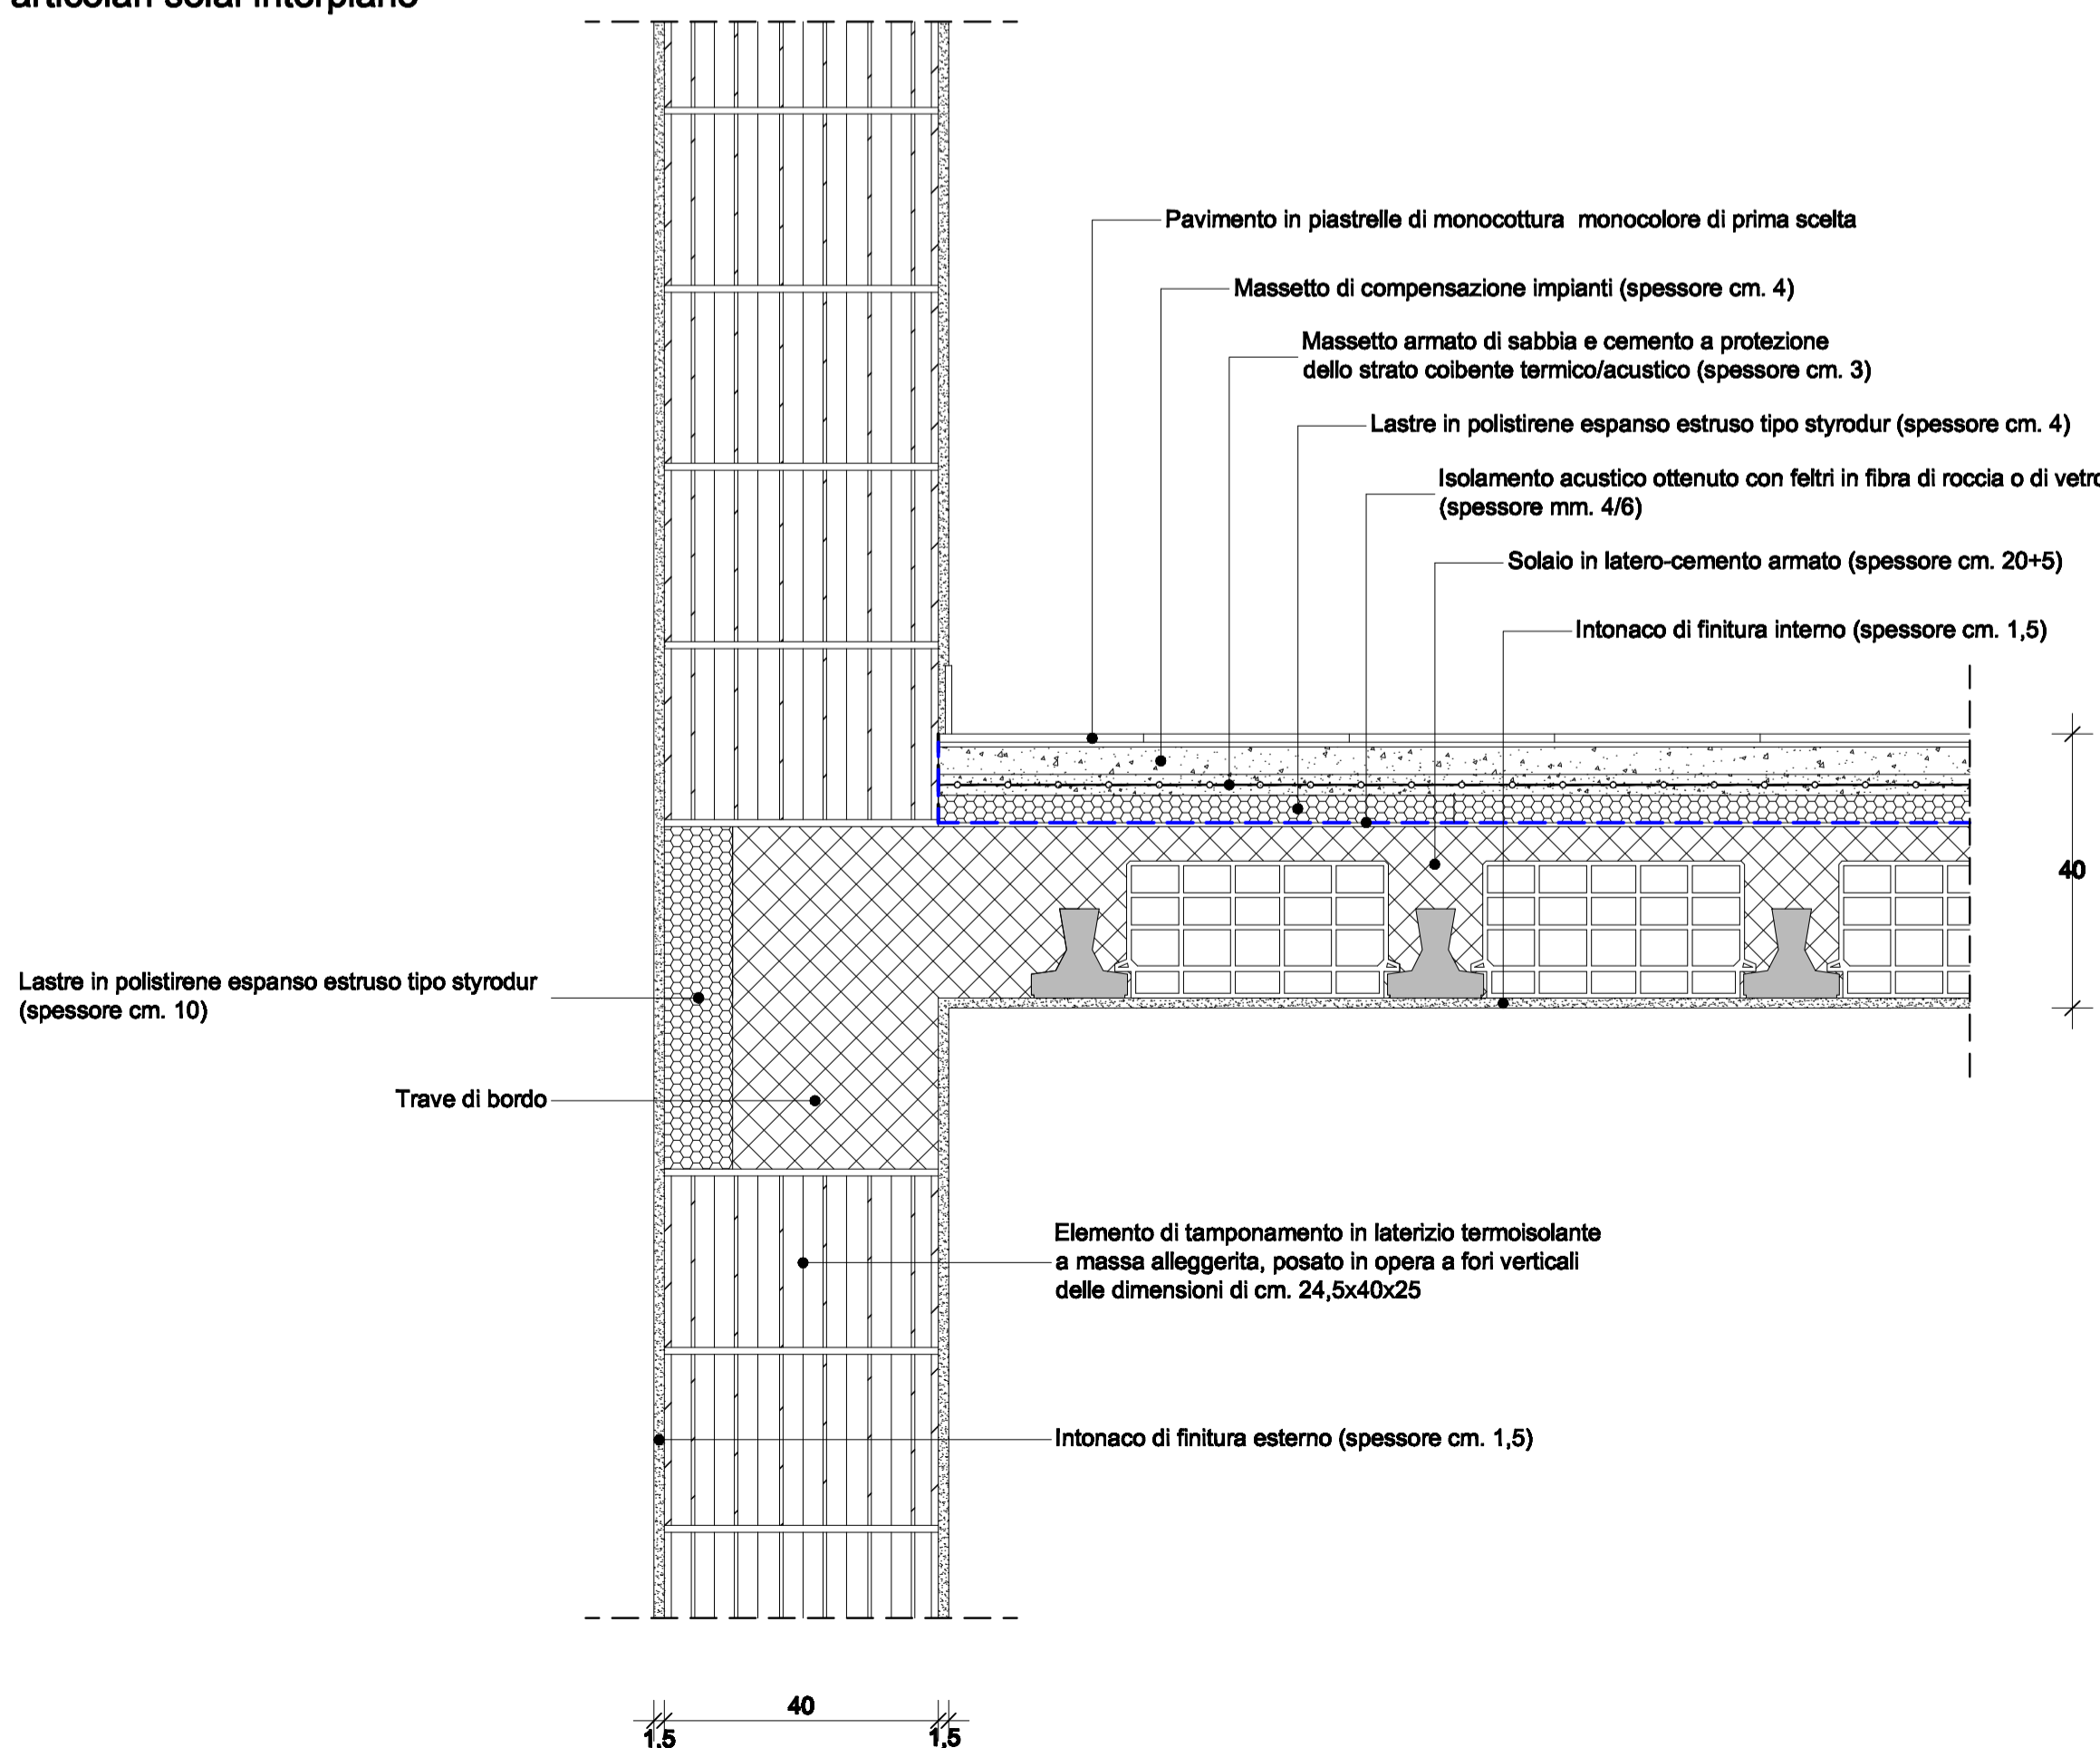 solai interpiano
Pavimento in piastrelle di monocottura monocolore di prima scelta
Massetto di compensazione impianti (spessore cm. 4)
Massetto armato di sabbia e cemento a protezione
dello strato coibente termico/acustico (spessore cm. 3)
Lastre in polistirene espanso estruso tipo styrodur (spessore cm. 4)
Isolamento acustico ottenuto con feltri in fibra di roccia o di vetro
(spessore mm. 4/6)
Solaio in latero-cemento armato (spessore cm. 20+5)
Intonaco di finitura interno (spessore cm. 1,5)
40
Lastre in polistirene espanso estruso tipo styrodur
(spessore cm. 10)
Trave di bordo
Elemento di tamponamento in laterizio termoisolante
a massa alleggerita, posato in opera a fori verticali
delle dimensioni di cm. 24,5x40x25
Intonaco di finitura esterno (spessore cm. 1,5)
40
1,5
1,5